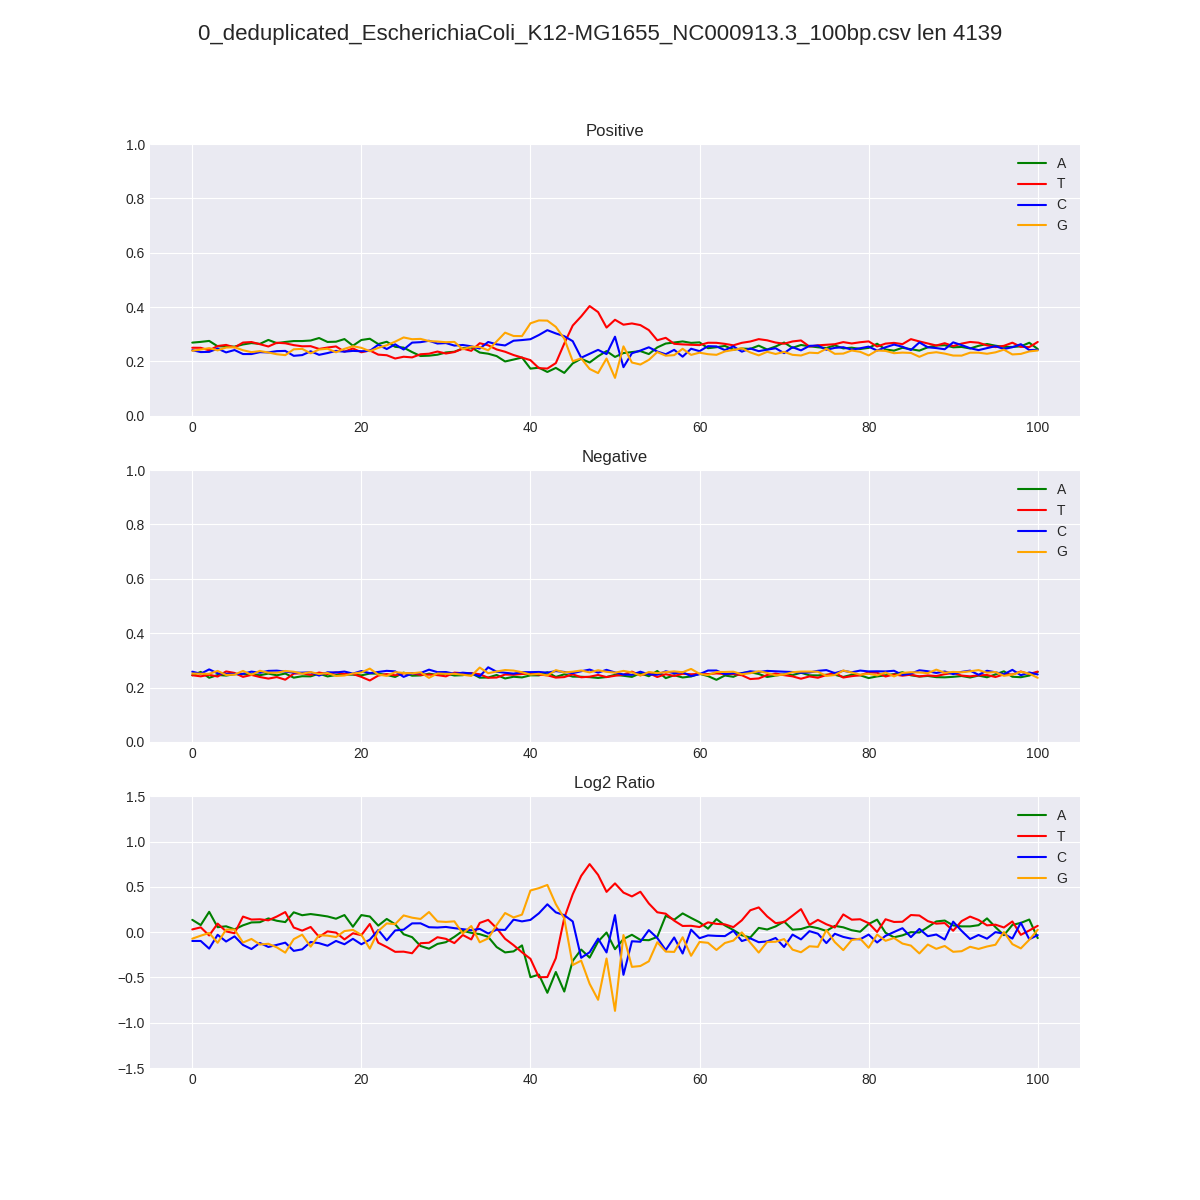 0_deduplicated_EscherichiaColi_K12-MG1655_NC000913.3_100bp.csv len 4139
Positive
1.0
0.8
0.6
0.4
0.2
0.0
0 20 40 60 80 100
A
T
C
G
Negative
1.0
0.8
0.6
0.4
0.2
0.0
0 20 40 60 80 100
A
T
C
G
Log2 Ratio
1.5
1.0
0.5
0.0
−0.5
−1.0
−1.5
0 20 40 60 80 100
A
T
C
G